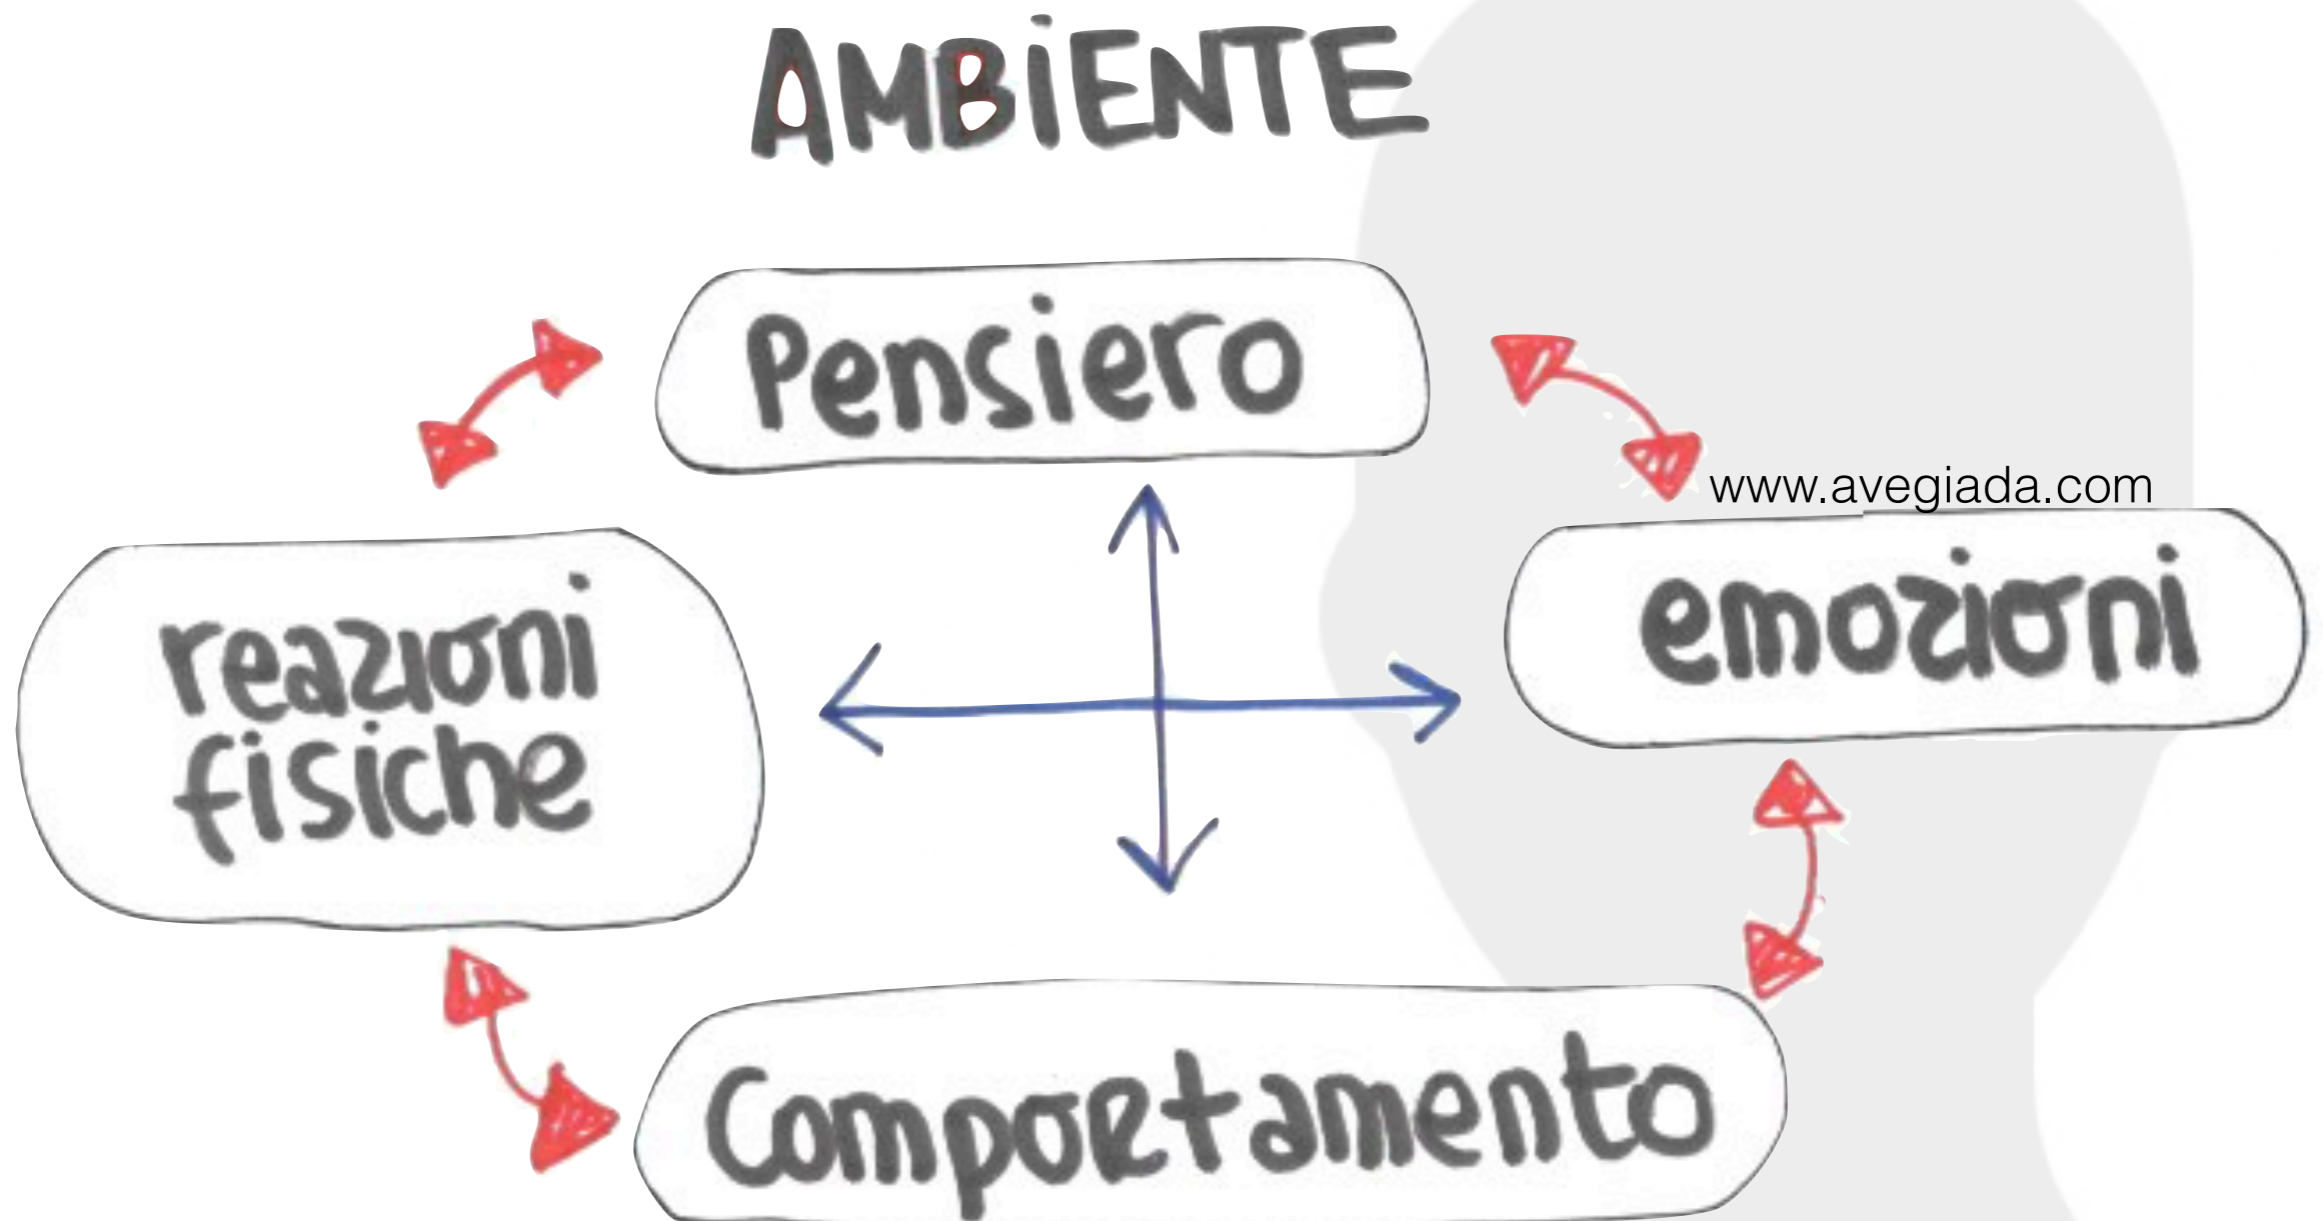 AMBiENTE
Pensiero
www.avegiada.com
emozioni
reazioni
fisiche
Comportamento